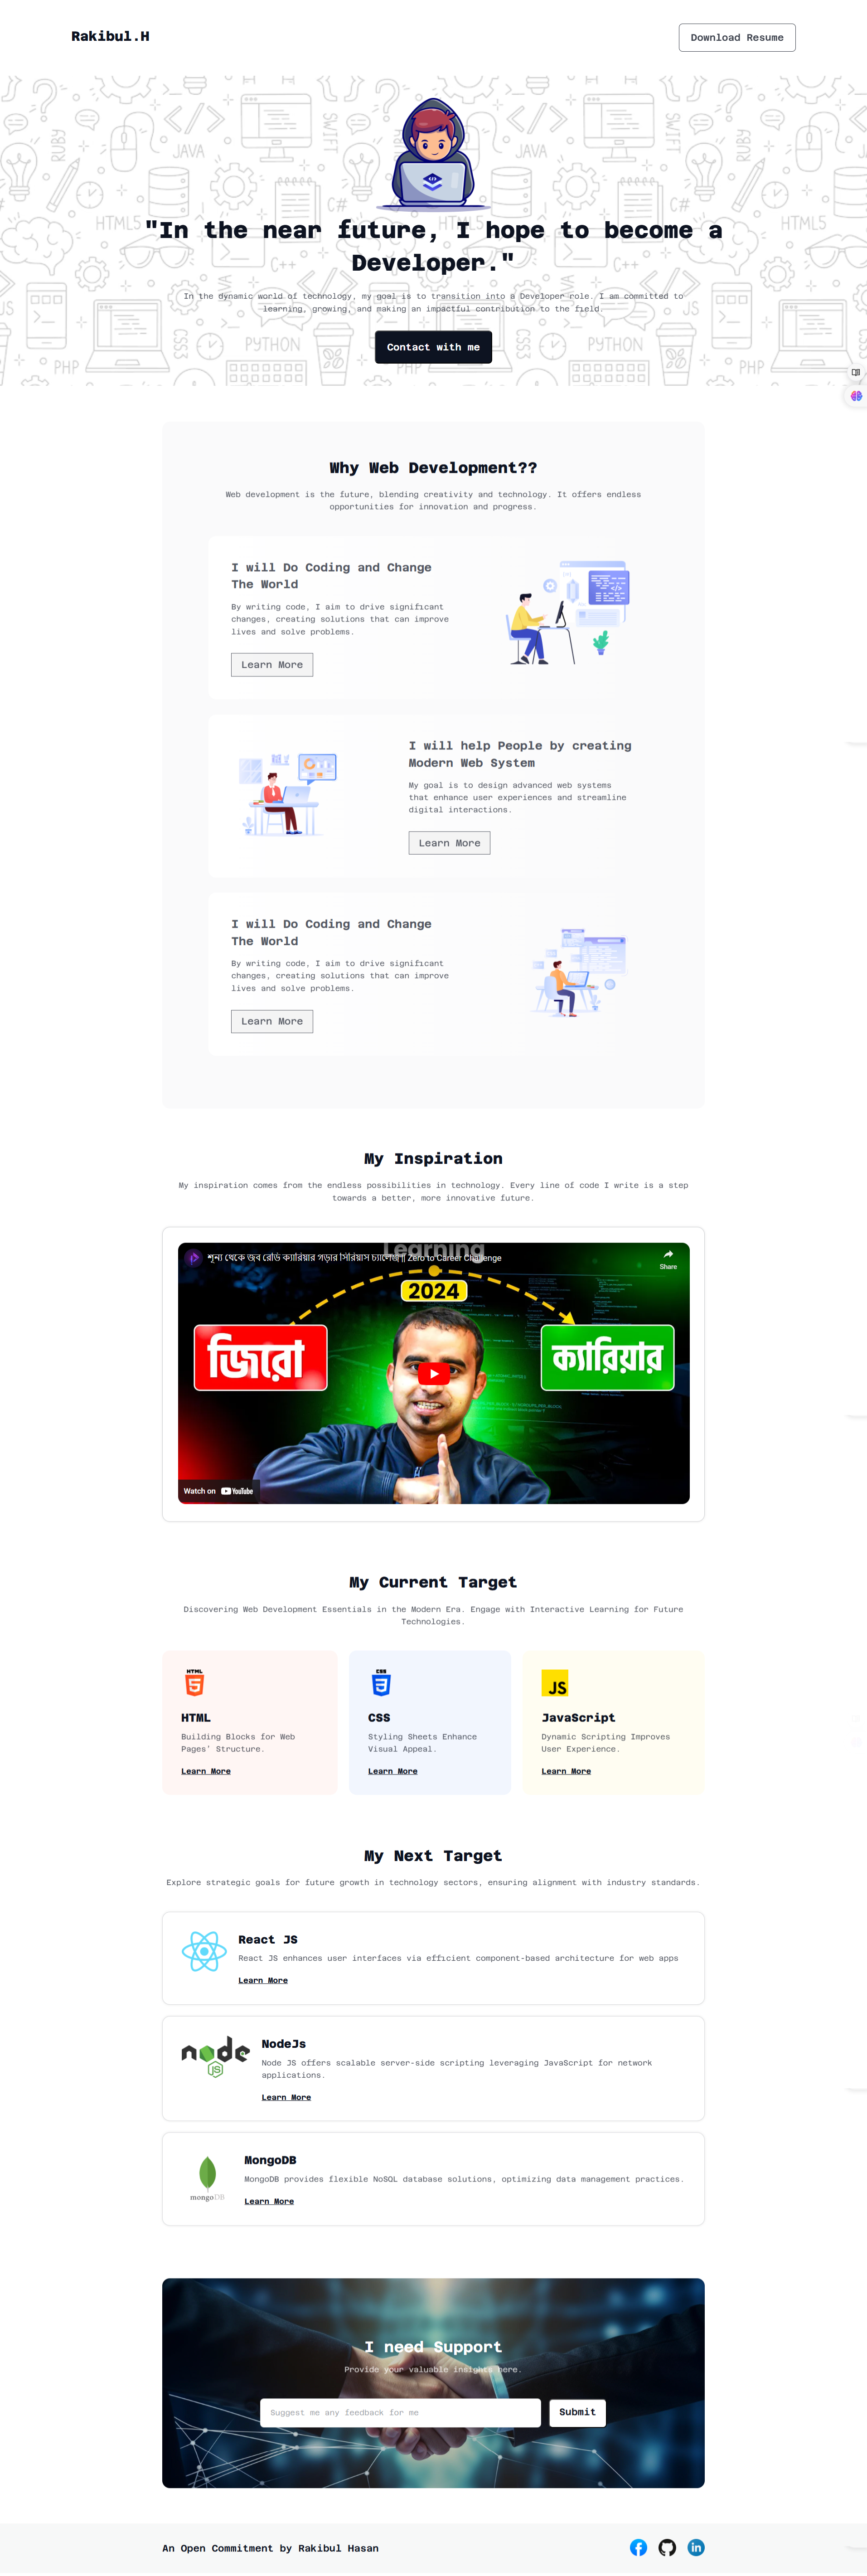 Rakibul.H
Download Resume
JAVA
RUBY
SWIFT
C#
HTML5
C++
JS
PHP
PYTHON
CSS
"In the near future, I hope to become a
Developer."
In the dynamic world of technology, my goal is to transition into a Developer role. I am committed to
learning, growing, and making an impactful contribution to the field.
Contact with me
Why Web Development??
Web development is the future, blending creativity and technology. It offers endless
opportunities for innovation and progress.
I will Do Coding and Change
The World
By writing code, I aim to drive significant
changes, creating solutions that can improve
lives and solve problems.
Learn More
I will help People by creating
Modern Web System
My goal is to design advanced web systems
that enhance user experiences and streamline
digital interactions.
Learn More
I will Do Coding and Change
The World
By writing code, I aim to drive significant
changes, creating solutions that can improve
lives and solve problems.
Learn More
My Inspiration
My inspiration comes from the endless possibilities in technology. Every line of code I write is a step
towards a better, more innovative future.
Learning
শূন্য থেকে জব রেডি ক্যারিয়ার গড়ার সিরিয়াস চ্যালেঞ্জ || Zero to Career Challenge
Share
2024
জিরো
ক্যারিয়ার
Watch on YouTube
My Current Target
Discovering Web Development Essentials in the Modern Era. Engage with Interactive Learning for Future
Technologies.
HTML
5
HTML
Building Blocks for Web
Pages' Structure.
Learn More
CSS
3
CSS
Styling Sheets Enhance
Visual Appeal.
Learn More
JS
JavaScript
Dynamic Scripting Improves
User Experience.
Learn More
My Next Target
Explore strategic goals for future growth in technology sectors, ensuring alignment with industry standards.
React JS
React JS enhances user interfaces via efficient component-based architecture for web apps
Learn More
node
JS
NodeJs
Node JS offers scalable server-side scripting leveraging JavaScript for network
applications.
Learn More
mongoDB
MongoDB
MongoDB provides flexible NoSQL database solutions, optimizing data management practices.
Learn More
I need Support
Provide your valuable insights here.
Suggest me any feedback for me
Submit
An Open Commitment by Rakibul Hasan
f
in